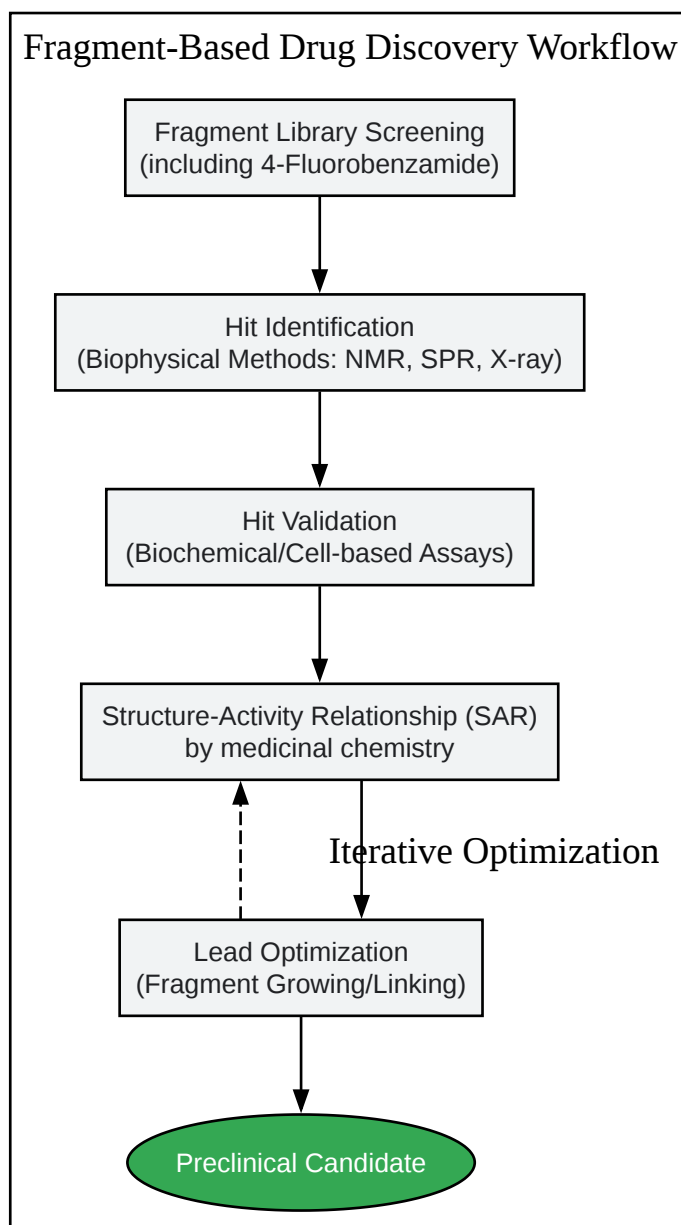 Fragment-Based Drug Discovery Workflow
Fragment Library Screening
(including 4-Fluorobenzamide)
Hit Identification
(Biophysical Methods: NMR, SPR, X-ray)
Hit Validation
(Biochemical/Cell-based Assays)
Structure-Activity Relationship (SAR)
by medicinal chemistry
Iterative Optimization
Lead Optimization
(Fragment Growing/Linking)
Preclinical Candidate